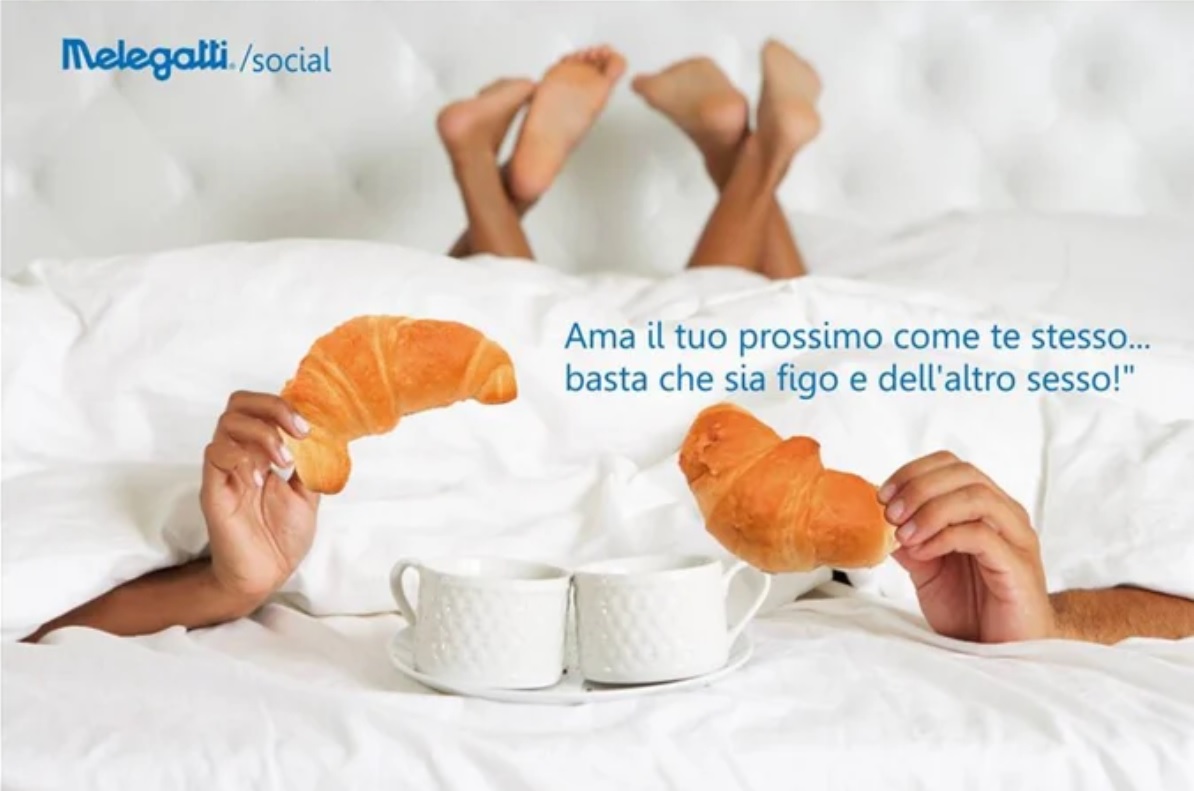 Melegatti. /social
Ama il tuo prossimo come te stesso...
basta che sia figo e dell'altro sesso!"